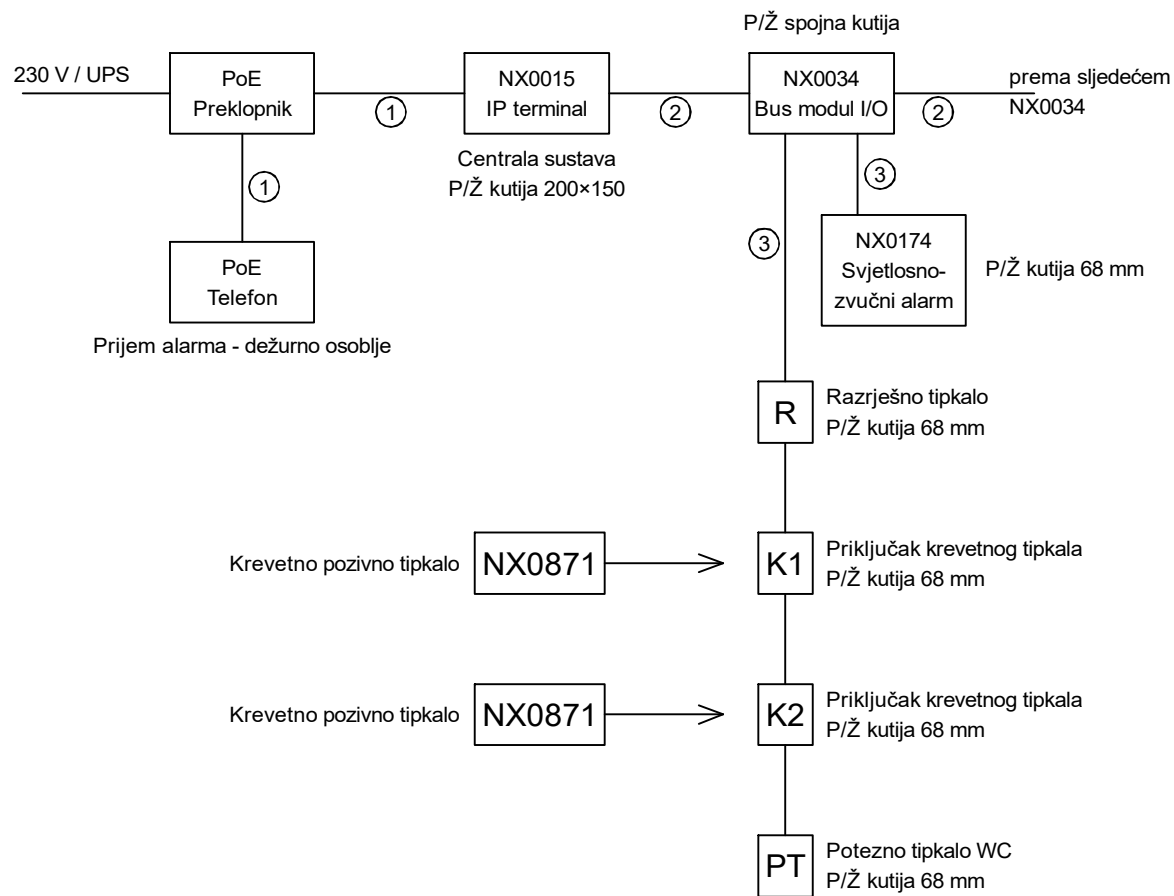 P/Ž spojna kutija
230 V / UPS
PoE
Preklopnik
1
NX0015
IP terminal
2
NX0034
Bus modul I/O
2
prema sljedećem
NX0034
Centrala sustava
P/Ž kutija 200×150
1
3
3
PoE
Telefon
NX0174
Svjetlosno-
zvučni alarm
P/Ž kutija 68 mm
Prijem alarma - dežurno osoblje
R
Razrješno tipkalo
P/Ž kutija 68 mm
Krevetno pozivno tipkalo
NX0871
K1
Priključak krevetnog tipkala
P/Ž kutija 68 mm
Krevetno pozivno tipkalo
NX0871
K2
Priključak krevetnog tipkala
P/Ž kutija 68 mm
PT
Potezno tipkalo WC
P/Ž kutija 68 mm